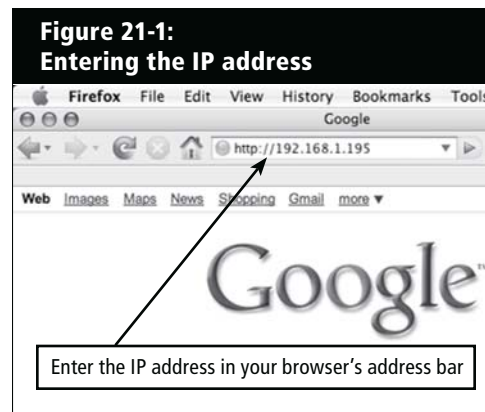 Figure 21-1:
Entering the IP address
Firefox File Edit View History Bookmarks Tools
Google
http://192.168.1.195
Web Images Maps News Shopping Gmail more ▼
Google™
Enter the IP address in your browser's address bar